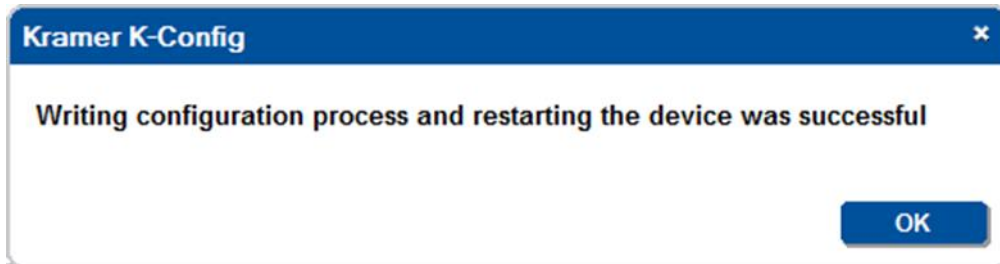 Kramer K-Config
Writing configuration process and restarting the device was successful
OK